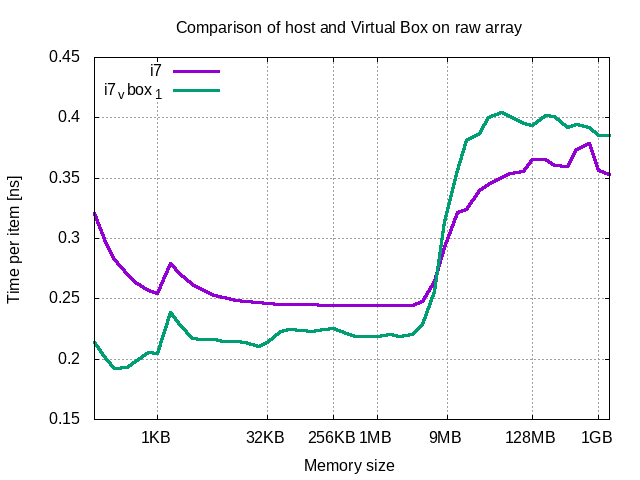 Comparison of host and Virtual Box on raw array
0.45
i7
i7vbox1
0.4
0.35
0.3
0.25
0.2
0.15
Time per item [ns]
1KB 32KB 256KB 1MB 9MB 128MB 1GB
Memory size